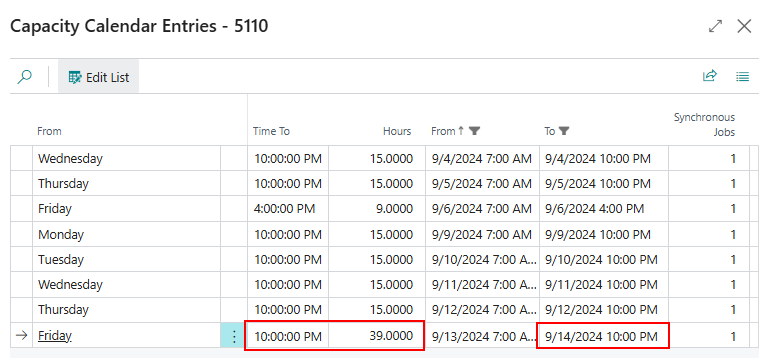 Capacity Calendar Entries - 5110
Edit List
Synchronous
From Time To Hours From To Jobs
Wednesday 10:00:00 PM 15.0000 9/4/2024 7:00 AM 9/4/2024 10:00 PM 1
Thursday 10:00:00 PM 15.0000 9/5/2024 7:00 AM 9/5/2024 10:00 PM 1
Friday 4:00:00 PM 9.0000 9/6/2024 7:00 AM 9/6/2024 4:00 PM 1
Monday 10:00:00 PM 15.0000 9/9/2024 7:00 AM 9/9/2024 10:00 PM 1
Tuesday 10:00:00 PM 15.0000 9/10/2024 7:00 A... 9/10/2024 10:00 PM 1
Wednesday 10:00:00 PM 15.0000 9/11/2024 7:00 A... 9/11/2024 10:00 PM 1
Thursday 10:00:00 PM 15.0000 9/12/2024 7:00 A... 9/12/2024 10:00 PM 1
Friday 10:00:00 PM 39.0000 9/13/2024 7:00 A... 9/14/2024 10:00 PM 1